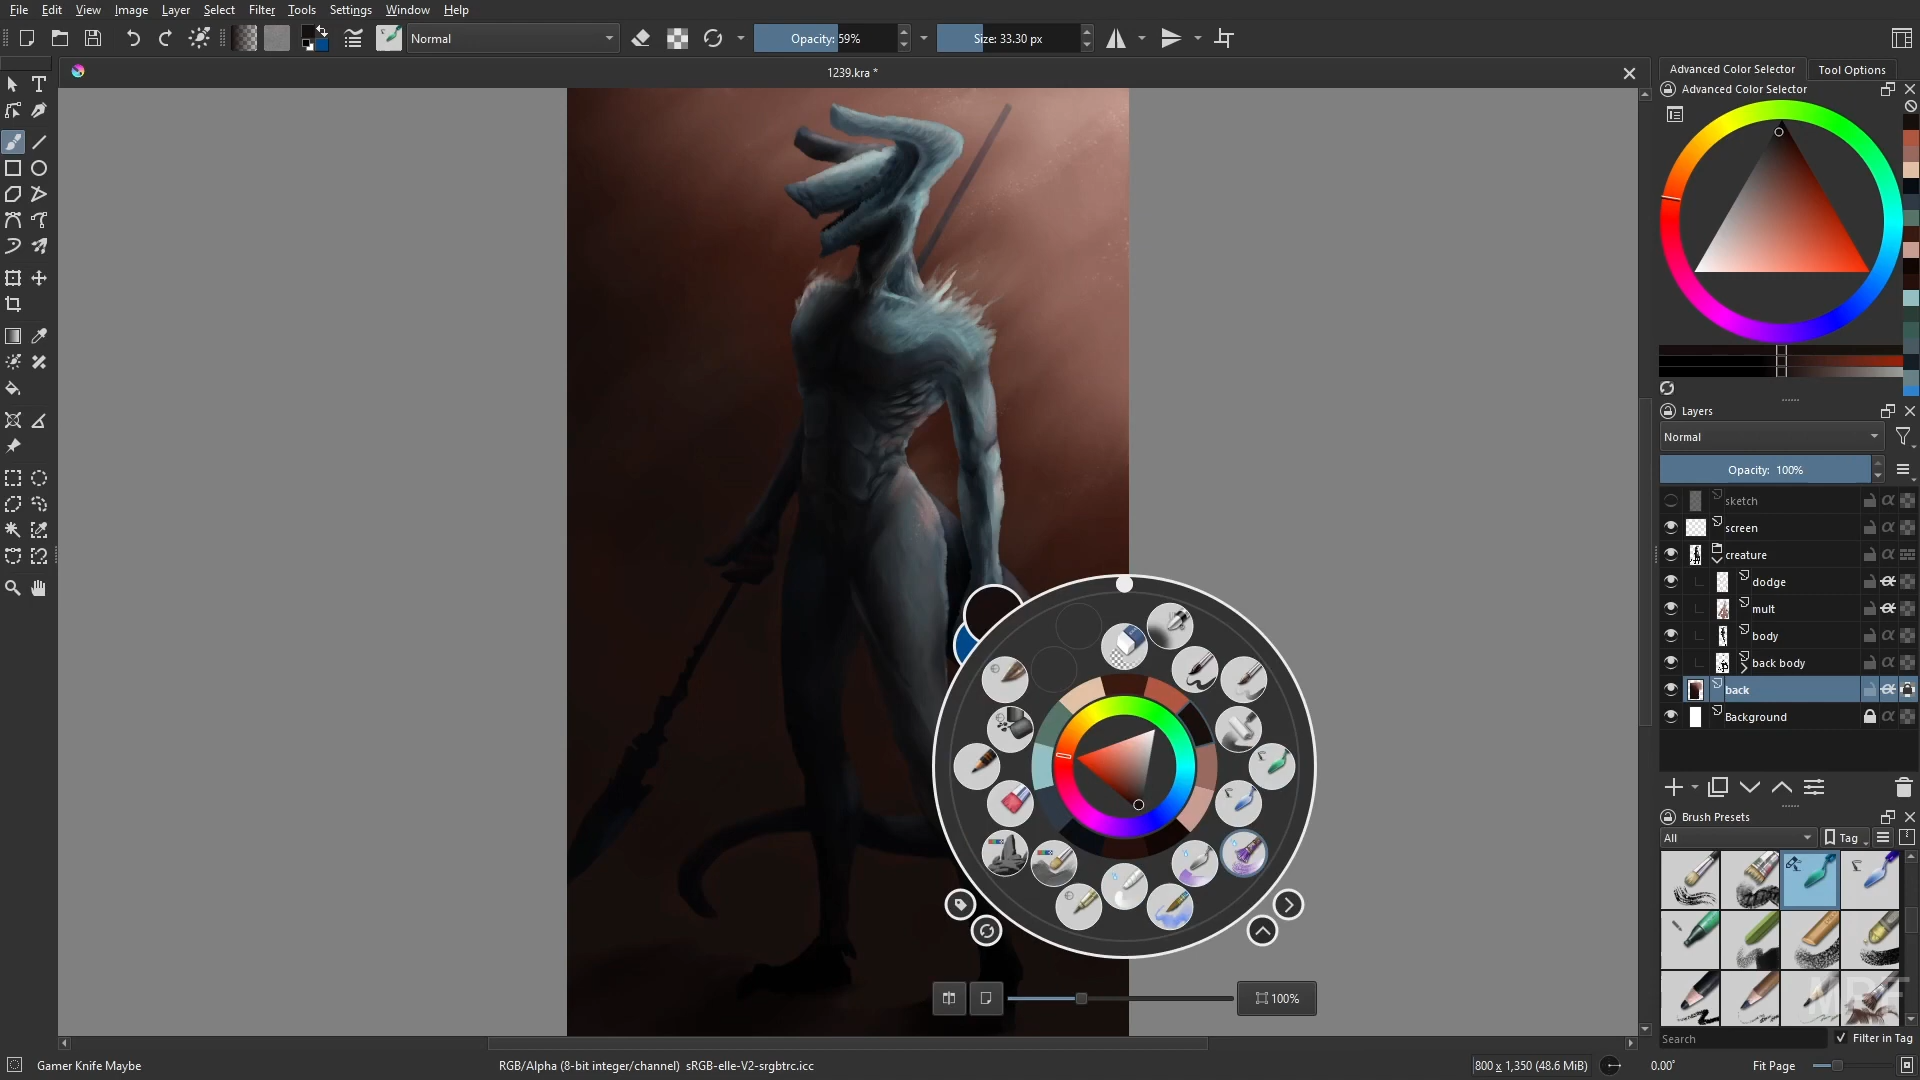 File Edit View Image Layer Select Filter Tools Settings Window Help
Normal
Opacity: 59%
Size: 33.30 px
1239.kra *
Advanced Color Selector
Tool Options
Advanced Color Selector
Layers
Normal
Opacity: 100%
sketch
screen
creature
dodge
mult
body
back body
back
Background
Brush Presets
All
Tag
100%
MPF
Search
Filter in Tag
Gamer Knife Maybe
RGB/Alpha (8-bit integer/channel) sRGB-elle-V2-srgbtrc.icc
800 x 1,350 (48.6 MiB)
0.00°
Fit Page